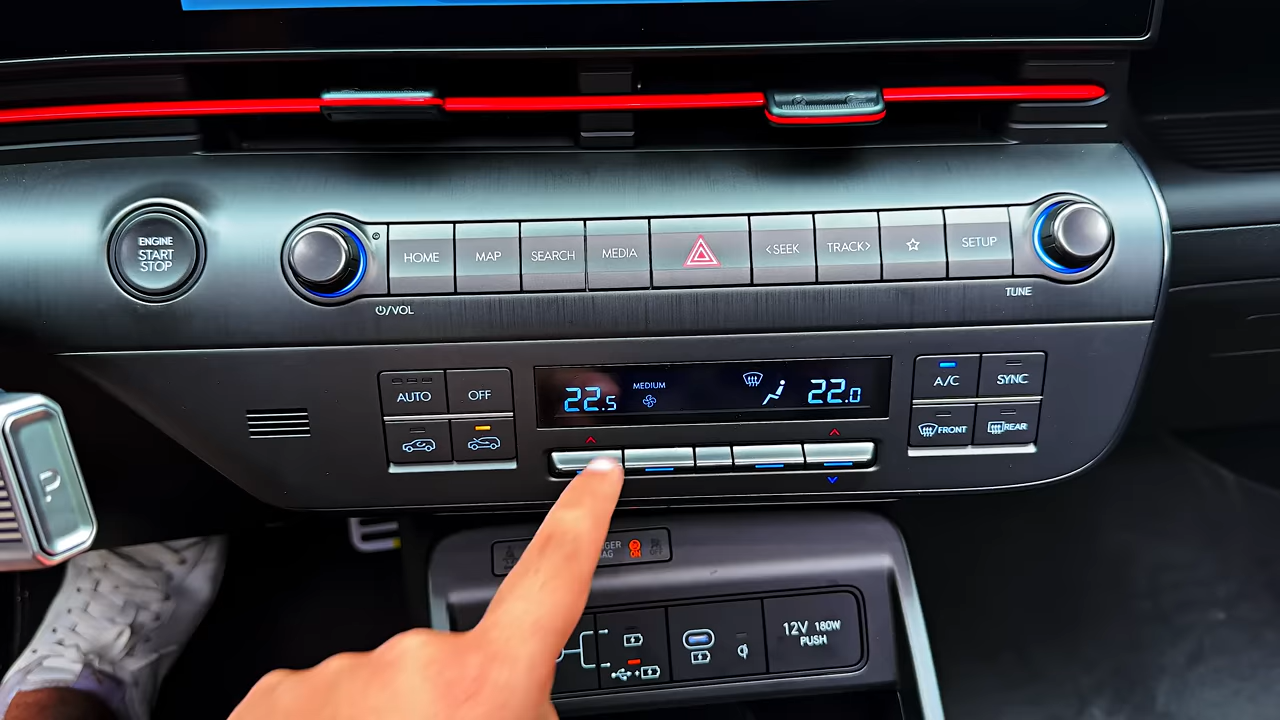 ENGINE
START
STOP
HOME
MAP
SEARCH
MEDIA
<SEEK
TRACK>
SETUP
/VOL
TUNE
AUTO
OFF
22.5
MEDIUM
22.0
A/C
SYNC
FRONT
REAR
ON
12V 180W
PUSH